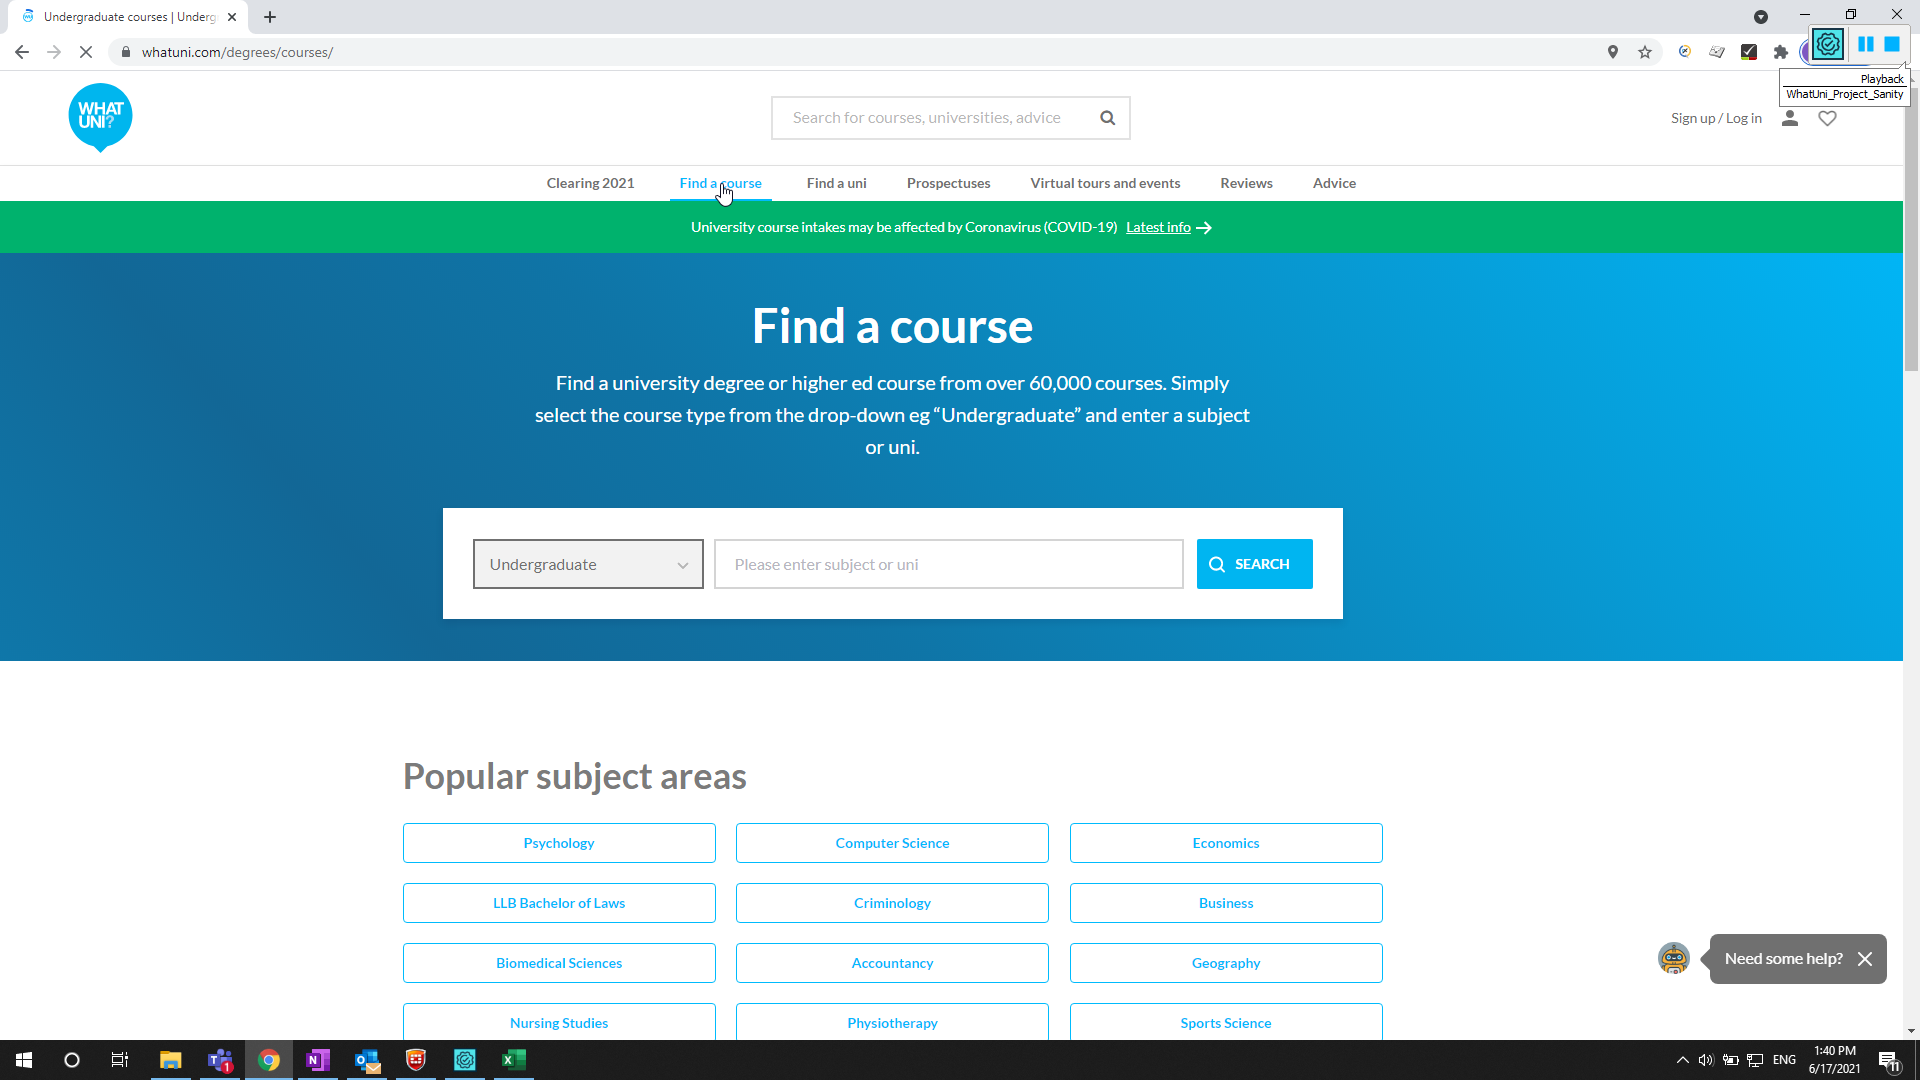 Undergraduate courses | Underg
whatuni.com/degrees/courses/
Playback
WhatUni_Project_Sanity
WHAT
UNI?
Search for courses, universities, advice
Sign up / Log in
Clearing 2021
Find a course
Find a uni
Prospectuses
Virtual tours and events
Reviews
Advice
University course intakes may be affected by Coronavirus (COVID-19) Latest info
Find a course
Find a university degree or higher ed course from over 60,000 courses. Simply
select the course type from the drop-down eg “Undergraduate” and enter a subject
or uni.
Undergraduate
Please enter subject or uni
SEARCH
Popular subject areas
Psychology
Computer Science
Economics
LLB Bachelor of Laws
Criminology
Business
Biomedical Sciences
Accountancy
Geography
Nursing Studies
Physiotherapy
Sports Science
Need some help?
ENG
1:40 PM
6/17/2021
11
1